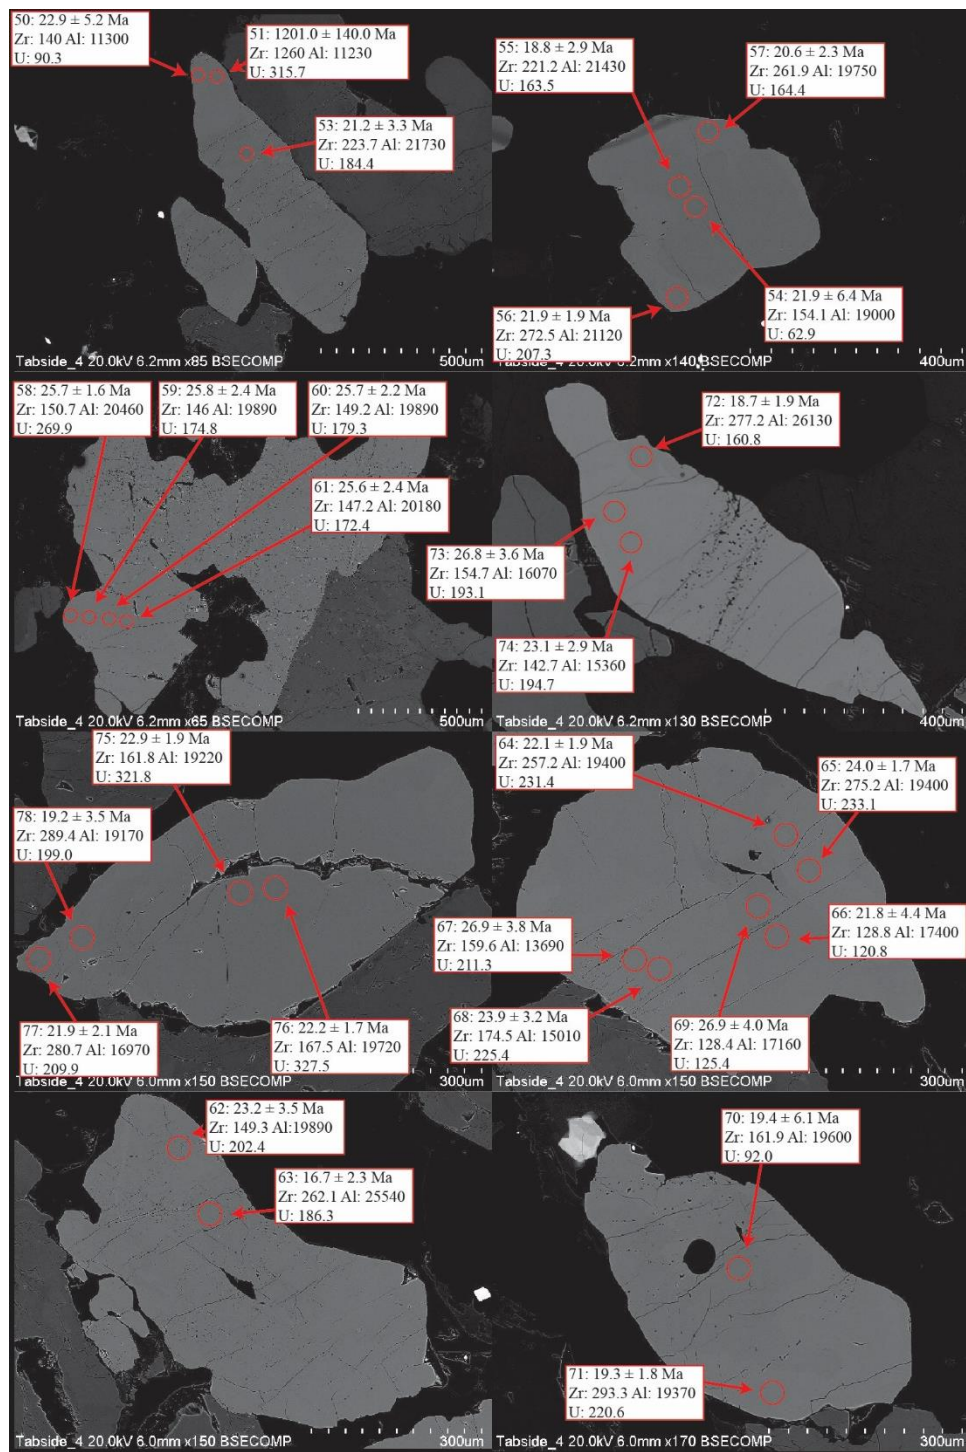 50: 22.9 ± 5.2 Ma
Zr: 140 Al: 11300
U: 90.3
51: 1201.0 ± 140.0 Ma
Zr: 1260 Al: 11230
U: 315.7
53: 21.2 ± 3.3 Ma
Zr: 223.7 Al: 21730
U: 184.4
Tabside_4 20.0kV 6.2mm x85 BSECOMP
500um
55: 18.8 ± 2.9 Ma
Zr: 221.2 Al: 21430
U: 163.5
57: 20.6 ± 2.3 Ma
Zr: 261.9 Al: 19750
U: 164.4
54: 21.9 ± 6.4 Ma
Zr: 154.1 Al: 19000
U: 62.9
56: 21.9 ± 1.9 Ma
Zr: 272.5 Al: 21120
U: 207.3
6.2mm x140 BSECOMP
400um
58: 25.7 ± 1.6 Ma
Zr: 150.7 Al: 20460
U: 269.9
59: 25.8 ± 2.4 Ma
Zr: 146 Al: 19890
U: 174.8
60: 25.7 ± 2.2 Ma
Zr: 149.2 Al: 19890
U: 179.3
61: 25.6 ± 2.4 Ma
Zr: 147.2 Al: 20180
U: 172.4
Tabside_4 20.0kV 6.2mm x65 BSECOMP
500um
72: 18.7 ± 1.9 Ma
Zr: 277.2 Al: 26130
U: 160.8
73: 26.8 ± 3.6 Ma
Zr: 154.7 Al: 16070
U: 193.1
74: 23.1 ± 2.9 Ma
Zr: 142.7 Al: 15360
U: 194.7
Tabside_4 20.0kV 6.2mm x130 BSECOMP
400um
75: 22.9 ± 1.9 Ma
Zr: 161.8 Al: 19220
U: 321.8
78: 19.2 ± 3.5 Ma
Zr: 289.4 Al: 19170
U: 199.0
77: 21.9 ± 2.1 Ma
Zr: 280.7 Al: 16970
U: 209.9
76: 22.2 ± 1.7 Ma
Zr: 167.5 Al: 19720
U: 327.5
Tabside_4 20.0kV 6.0mm x150 BSECOMP
300um
64: 22.1 ± 1.9 Ma
Zr: 257.2 Al: 19400
U: 231.4
65: 24.0 ± 1.7 Ma
Zr: 275.2 Al: 19400
U: 233.1
67: 26.9 ± 3.8 Ma
Zr: 159.6 Al: 13690
U: 211.3
66: 21.8 ± 4.4 Ma
Zr: 128.8 Al: 17400
U: 120.8
68: 23.9 ± 3.2 Ma
Zr: 174.5 Al: 15010
U: 225.4
69: 26.9 ± 4.0 Ma
Zr: 128.4 Al: 17160
U: 125.4
Tabside_4 20.0kV 6.0mm x150 BSECOMP
300um
62: 23.2 ± 3.5 Ma
Zr: 149.3 Al:19890
U: 202.4
63: 16.7 ± 2.3 Ma
Zr: 262.1 Al: 25540
U: 186.3
Tabside_4 20.0kV 6.0mm x150 BSECOMP
300um
70: 19.4 ± 6.1 Ma
Zr: 161.9 Al: 19600
U: 92.0
71: 19.3 ± 1.8 Ma
Zr: 293.3 Al: 19370
U: 220.6
Tabside_4 20.0kV 6.0mm x170 BSECOMP
300um